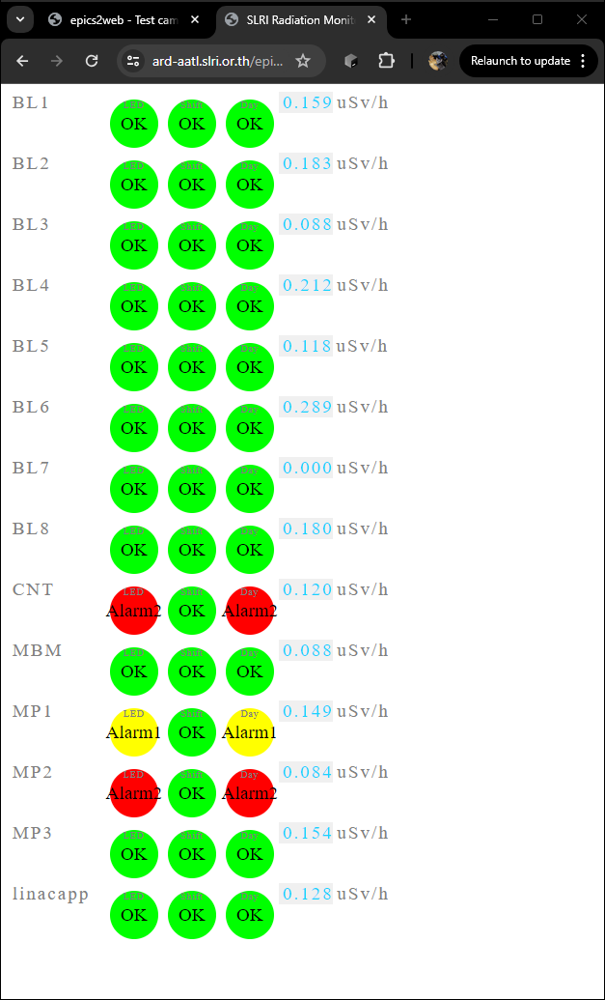 epics2web - Test cam
SLRI Radiation Monit
ard-aatl.slri.or.th/epi...
Relaunch to update
BL1 LED OK Shift OK Day OK 0.159 uSv/h
BL2 LED OK Shift OK Day OK 0.183 uSv/h
BL3 LED OK Shift OK Day OK 0.088 uSv/h
BL4 LED OK Shift OK Day OK 0.212 uSv/h
BL5 LED OK Shift OK Day OK 0.118 uSv/h
BL6 LED OK Shift OK Day OK 0.289 uSv/h
BL7 LED OK Shift OK Day OK 0.000 uSv/h
BL8 LED OK Shift OK Day OK 0.180 uSv/h
CNT LED Alarm2 Shift OK Day Alarm2 0.120 uSv/h
MBM LED OK Shift OK Day OK 0.088 uSv/h
MP1 LED Alarm1 Shift OK Day Alarm1 0.149 uSv/h
MP2 LED Alarm2 Shift OK Day Alarm2 0.084 uSv/h
MP3 LED OK Shift OK Day OK 0.154 uSv/h
linacapp LED OK Shift OK Day OK 0.128 uSv/h